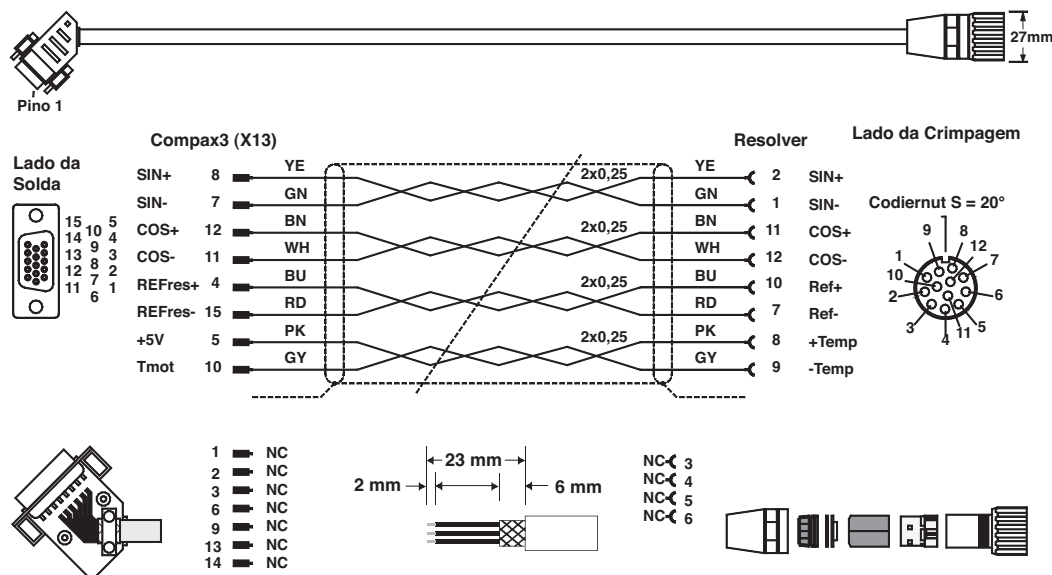 27mm
Pino 1
Compax3 (X13)
Resolver
Lado da Crimpagem
Lado da
Solda
Codiernut S = 20°
SIN+ 8 YE 2x0,25 YE 2 SIN+
SIN- 7 GN GN 1 SIN-
COS+ 12 BN 2x0,25 BN 11 COS+
COS- 11 WH WH 12 COS-
REFres+ 4 BU 2x0,25 BU 10 Ref+
REFres- 15 RD RD 7 Ref-
+5V 5 PK 2x0,25 PK 8 +Temp
Tmot 10 GY GY 9 -Temp
15 10 5
14 9 4
13 8 3
12 7 2
11 6 1
9 8
1 12 7
10
2 6
3 4 11 5
1 NC
2 NC
3 NC
6 NC
9 NC
13 NC
14 NC
23 mm
2 mm
6 mm
NC 3
NC 4
NC 5
NC 6